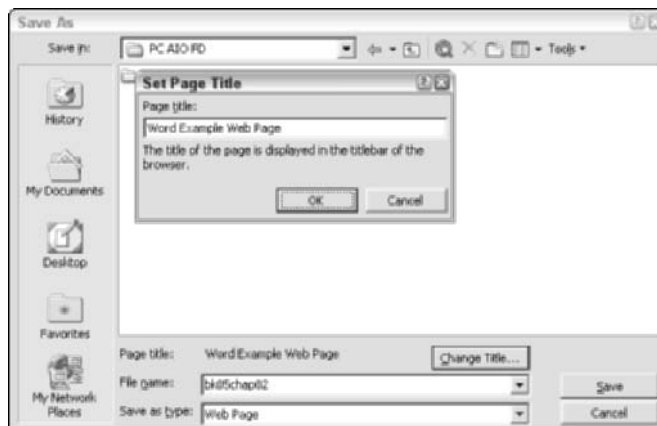 Save As
Save in: PC AIO FD Tools
Set Page Title
Page title:
Word Example Web Page
The title of the page is displayed in the titlebar of the
browser.
OK Cancel
History
My Documents
Desktop
Favorites
My Network
Places
Page title: Word Example Web Page Change Title...
File name: bk05chap02 Save
Save as type: Web Page Cancel